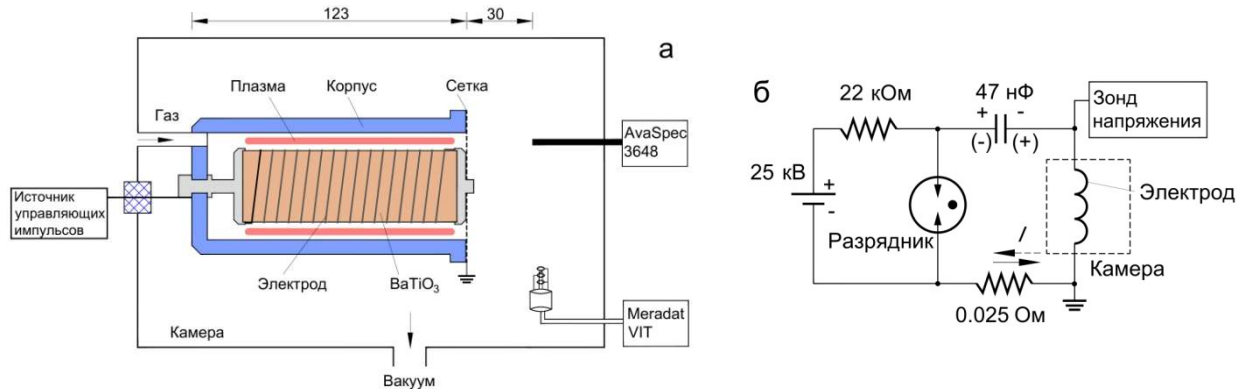 123
30
а
Плазма
Корпус
Сетка
Газ
AvaSpec
3648
Источник
управляющих
импульсов
Электрод
BaTiO3
Meradat
VIT
Камера
Вакуум
б
22 кОм
47 нФ
+ -
(-) (+)
Зонд
напряжения
25 кВ
+
-
Электрод
Разрядник
I
Камера
0.025 Ом